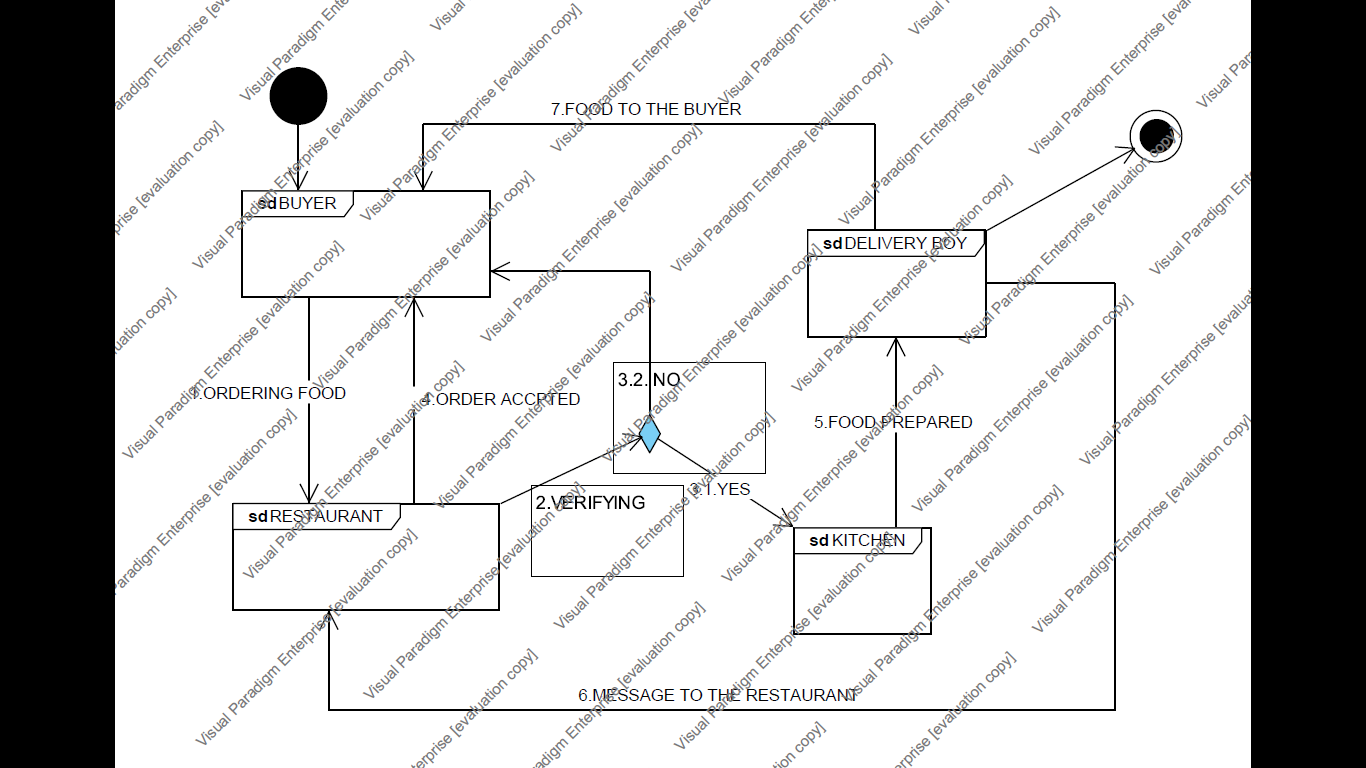 7.FOOD TO THE BUYER
sd BUYER
sd DELIVERY BOY
3.2. NO
.ORDERING FOOD
4.ORDER ACCPTED
5.FOOD PREPARED
3.1.YES
2.VERIFYING
sd RESTAURANT
sd KITCHEN
6.MESSAGE TO THE RESTAURANT
Visual Paradigm Enterprise [evaluation copy]